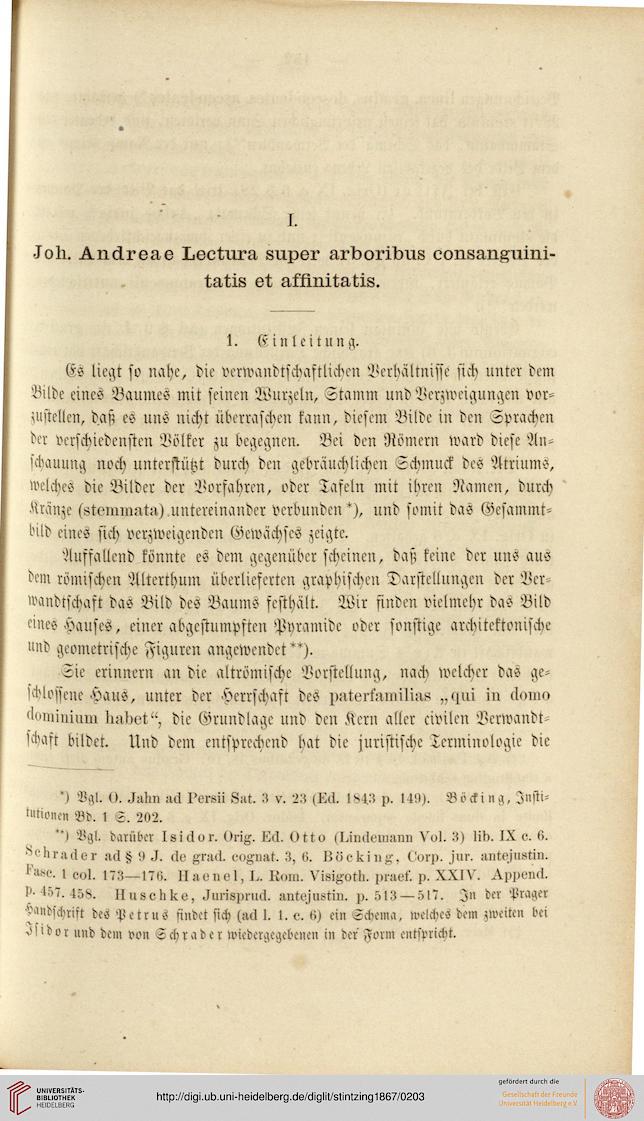 I.
Joh. Andreae Lectura super arboribus consanguini-
tatis et affinitatis.
1. Einleitung.
Es liegt so nahe, die verwandtschaftlichen Verhältnisse sich unter dem
Bilde eines Baumes mit seinen Wurzeln, Stamm und Verzweigungen vor-
zustellen, daß es uns nicht überraschen kann, diesem Bilde in den Sprachen
der verschiedensten Völker zu begegnen. Bei den Römern ward diese An-
schauung noch unterstützt durch den gebräuchlichen Schmuck des Atriums,
welches die Bilder der Vorfahren, oder Tafeln mit ihren Namen, durch
Kränze (stemmata) untereinander verbunden *), und somit das Gesammt-
bild eines sich verzweigenden Gewächses zeigte.
Auffallend könnte es dem gegenüber scheinen, daß keine der uns aus
dem römischen Alterthum überlieferten graphischen Darstellungen der Ver-
wandtschaft das Bild des Baums festhält. Wir finden vielmehr das Bild
eines Hauses, einer abgestumpften Pyramide oder sonstige architektonische
und geometrische Figuren angewendet **).
Sie erinnern an die altrömische Vorstellung, nach welcher das ge-
schlossene Haus, unter der Herrschaft des paterfamilias „qui in domo
dominium habet“, die Grundlage und den Kern aller civilen Verwandt-
schaft bildet. Und dem entsprechend hat die juristische Terminologie die
*) Vgl. O. Jahn ad Persii Sat. 3 v. 23 (Ed. 1843 p. 149). Böcking, Insti-
tutionen Bd. 1 S. 202.
**) Vgl. darüber Isidor. Orig. Ed. Otto (Lindemann Vol. 3) lib. IX c. 6.
Schrader ad § 9 J. de grad. cognat. 3, 6. Böcking, Corp. jur. antejustin.
Fasc. 1 col. 173—176. Haenel, L. Rom. Visigoth. praef. p. XXIV. Append.
p. 457. 458. Huschke, Jurisprud. antejustin. p. 513—517. In der Prager
Handschrift des Petrus findet sich (ad l. 1. c. 6) ein Schema, welches dem zweiten bei
Isidor und dem von Schrader wiedergegebenen in der Form entspricht.
UNIVERSITÄTS-
BIBLIOTHEK
HEIDELBERG
http://digi.ub.uni-heidelberg.de/diglit/stintzing1867/0203
gefördert durch die
Gesellschaft der Freunde
Universität Heidelberg e.V.